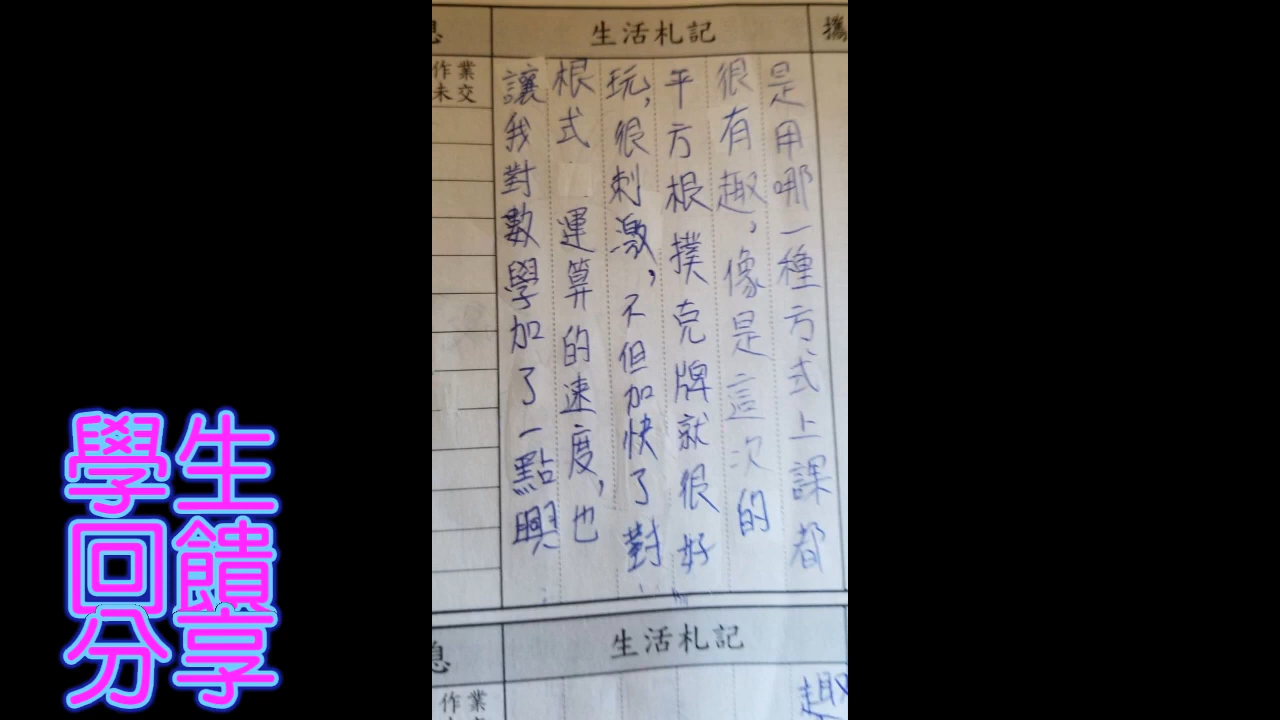 息
生活札記
攜
作業
未交
是用哪一種方式上課都
很有趣,像是這次的
平方根撲克牌就很好
玩,很刺激,不但加快了對
根式 運算的速度,也
讓我對數學加了一點興
學生
回饋
分享
息
生活札記
作業
趣